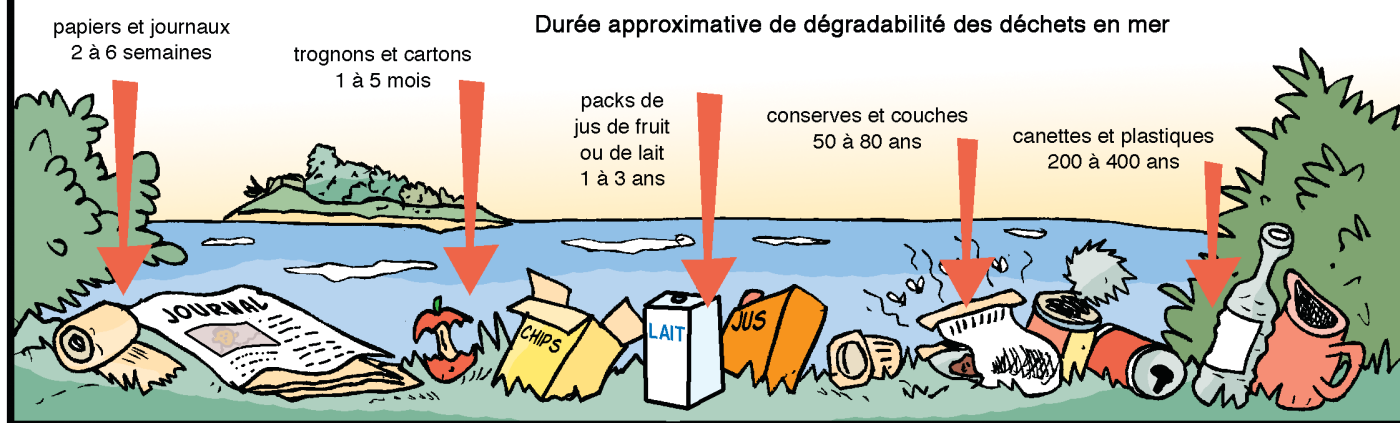 Durée approximative de dégradabilité des déchets en mer
papiers et journaux
2 à 6 semaines
trognons et cartons
1 à 5 mois
packs de
jus de fruit
ou de lait
1 à 3 ans
conserves et couches
50 à 80 ans
canettes et plastiques
200 à 400 ans
JOURNAL
CHIPS
LAIT
JUS